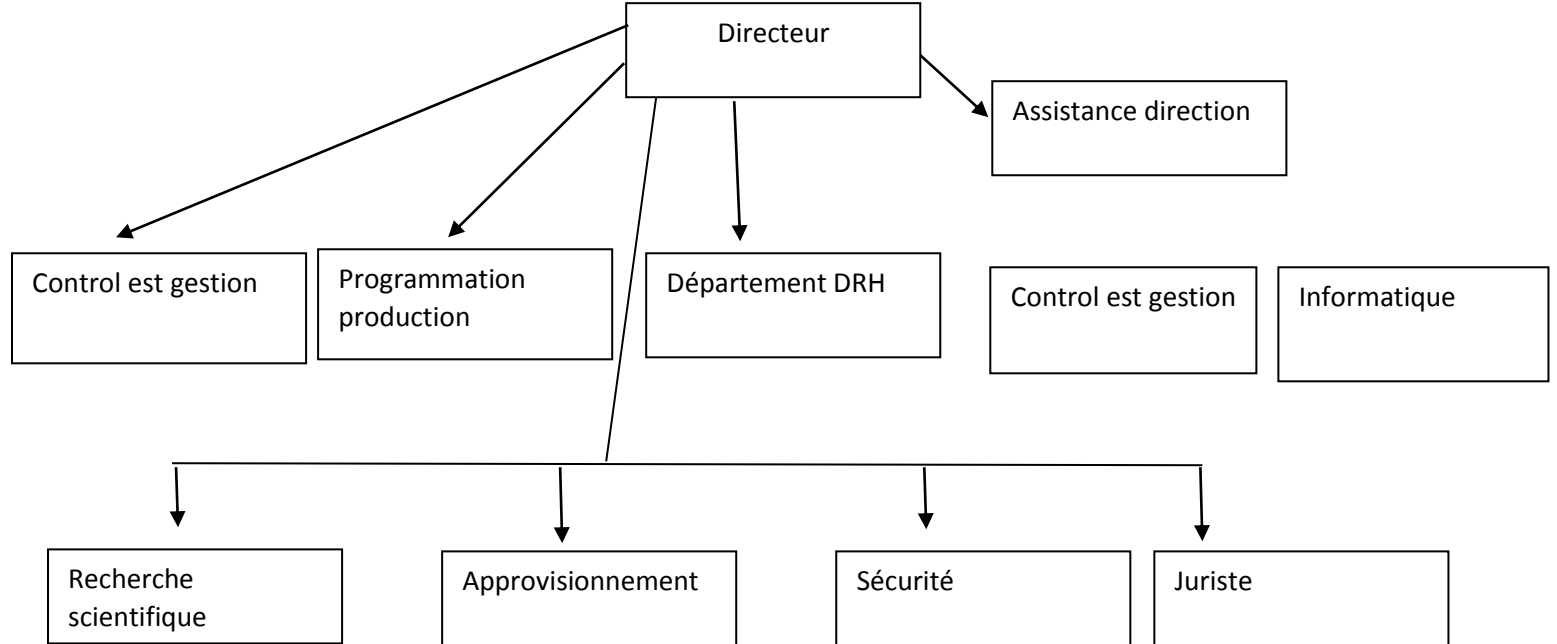 Directeur
Assistance direction
Control est gestion
Programmation
production
Département DRH
Control est gestion
Informatique
Recherche
scientifique
Approvisionnement
Sécurité
Juriste